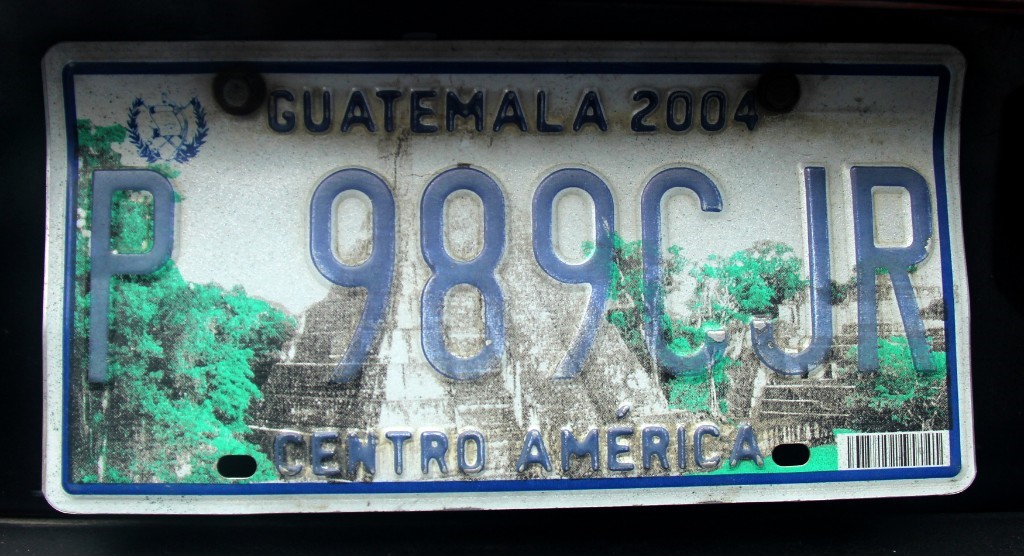 GUATEMALA 2004
P 989CJR
CENTRO AMÉRICA